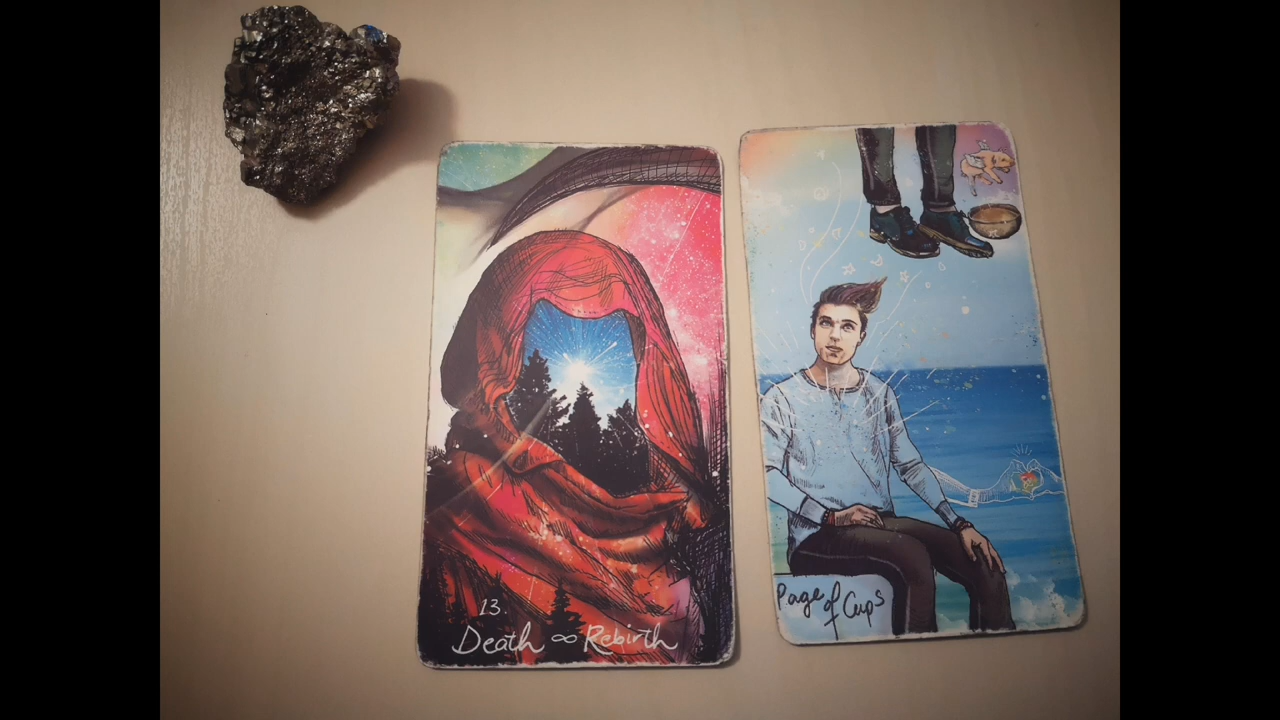 13.
Death ∞ Rebirth
Page of Cups